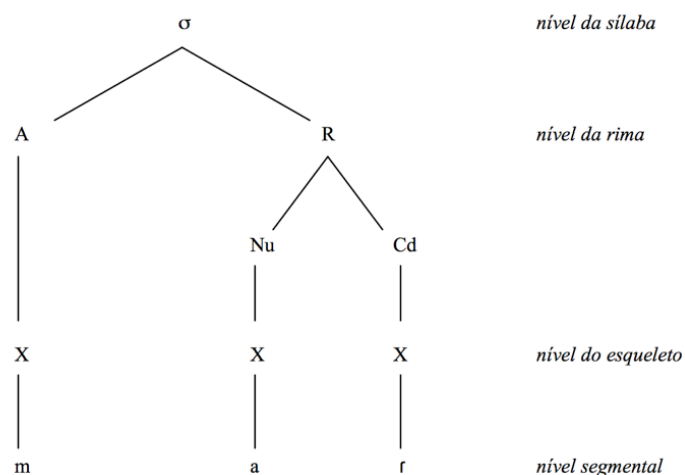 σ nível da sílaba
A R nível da rima
Nu Cd
X X X nível do esqueleto
m a ɾ nível segmental